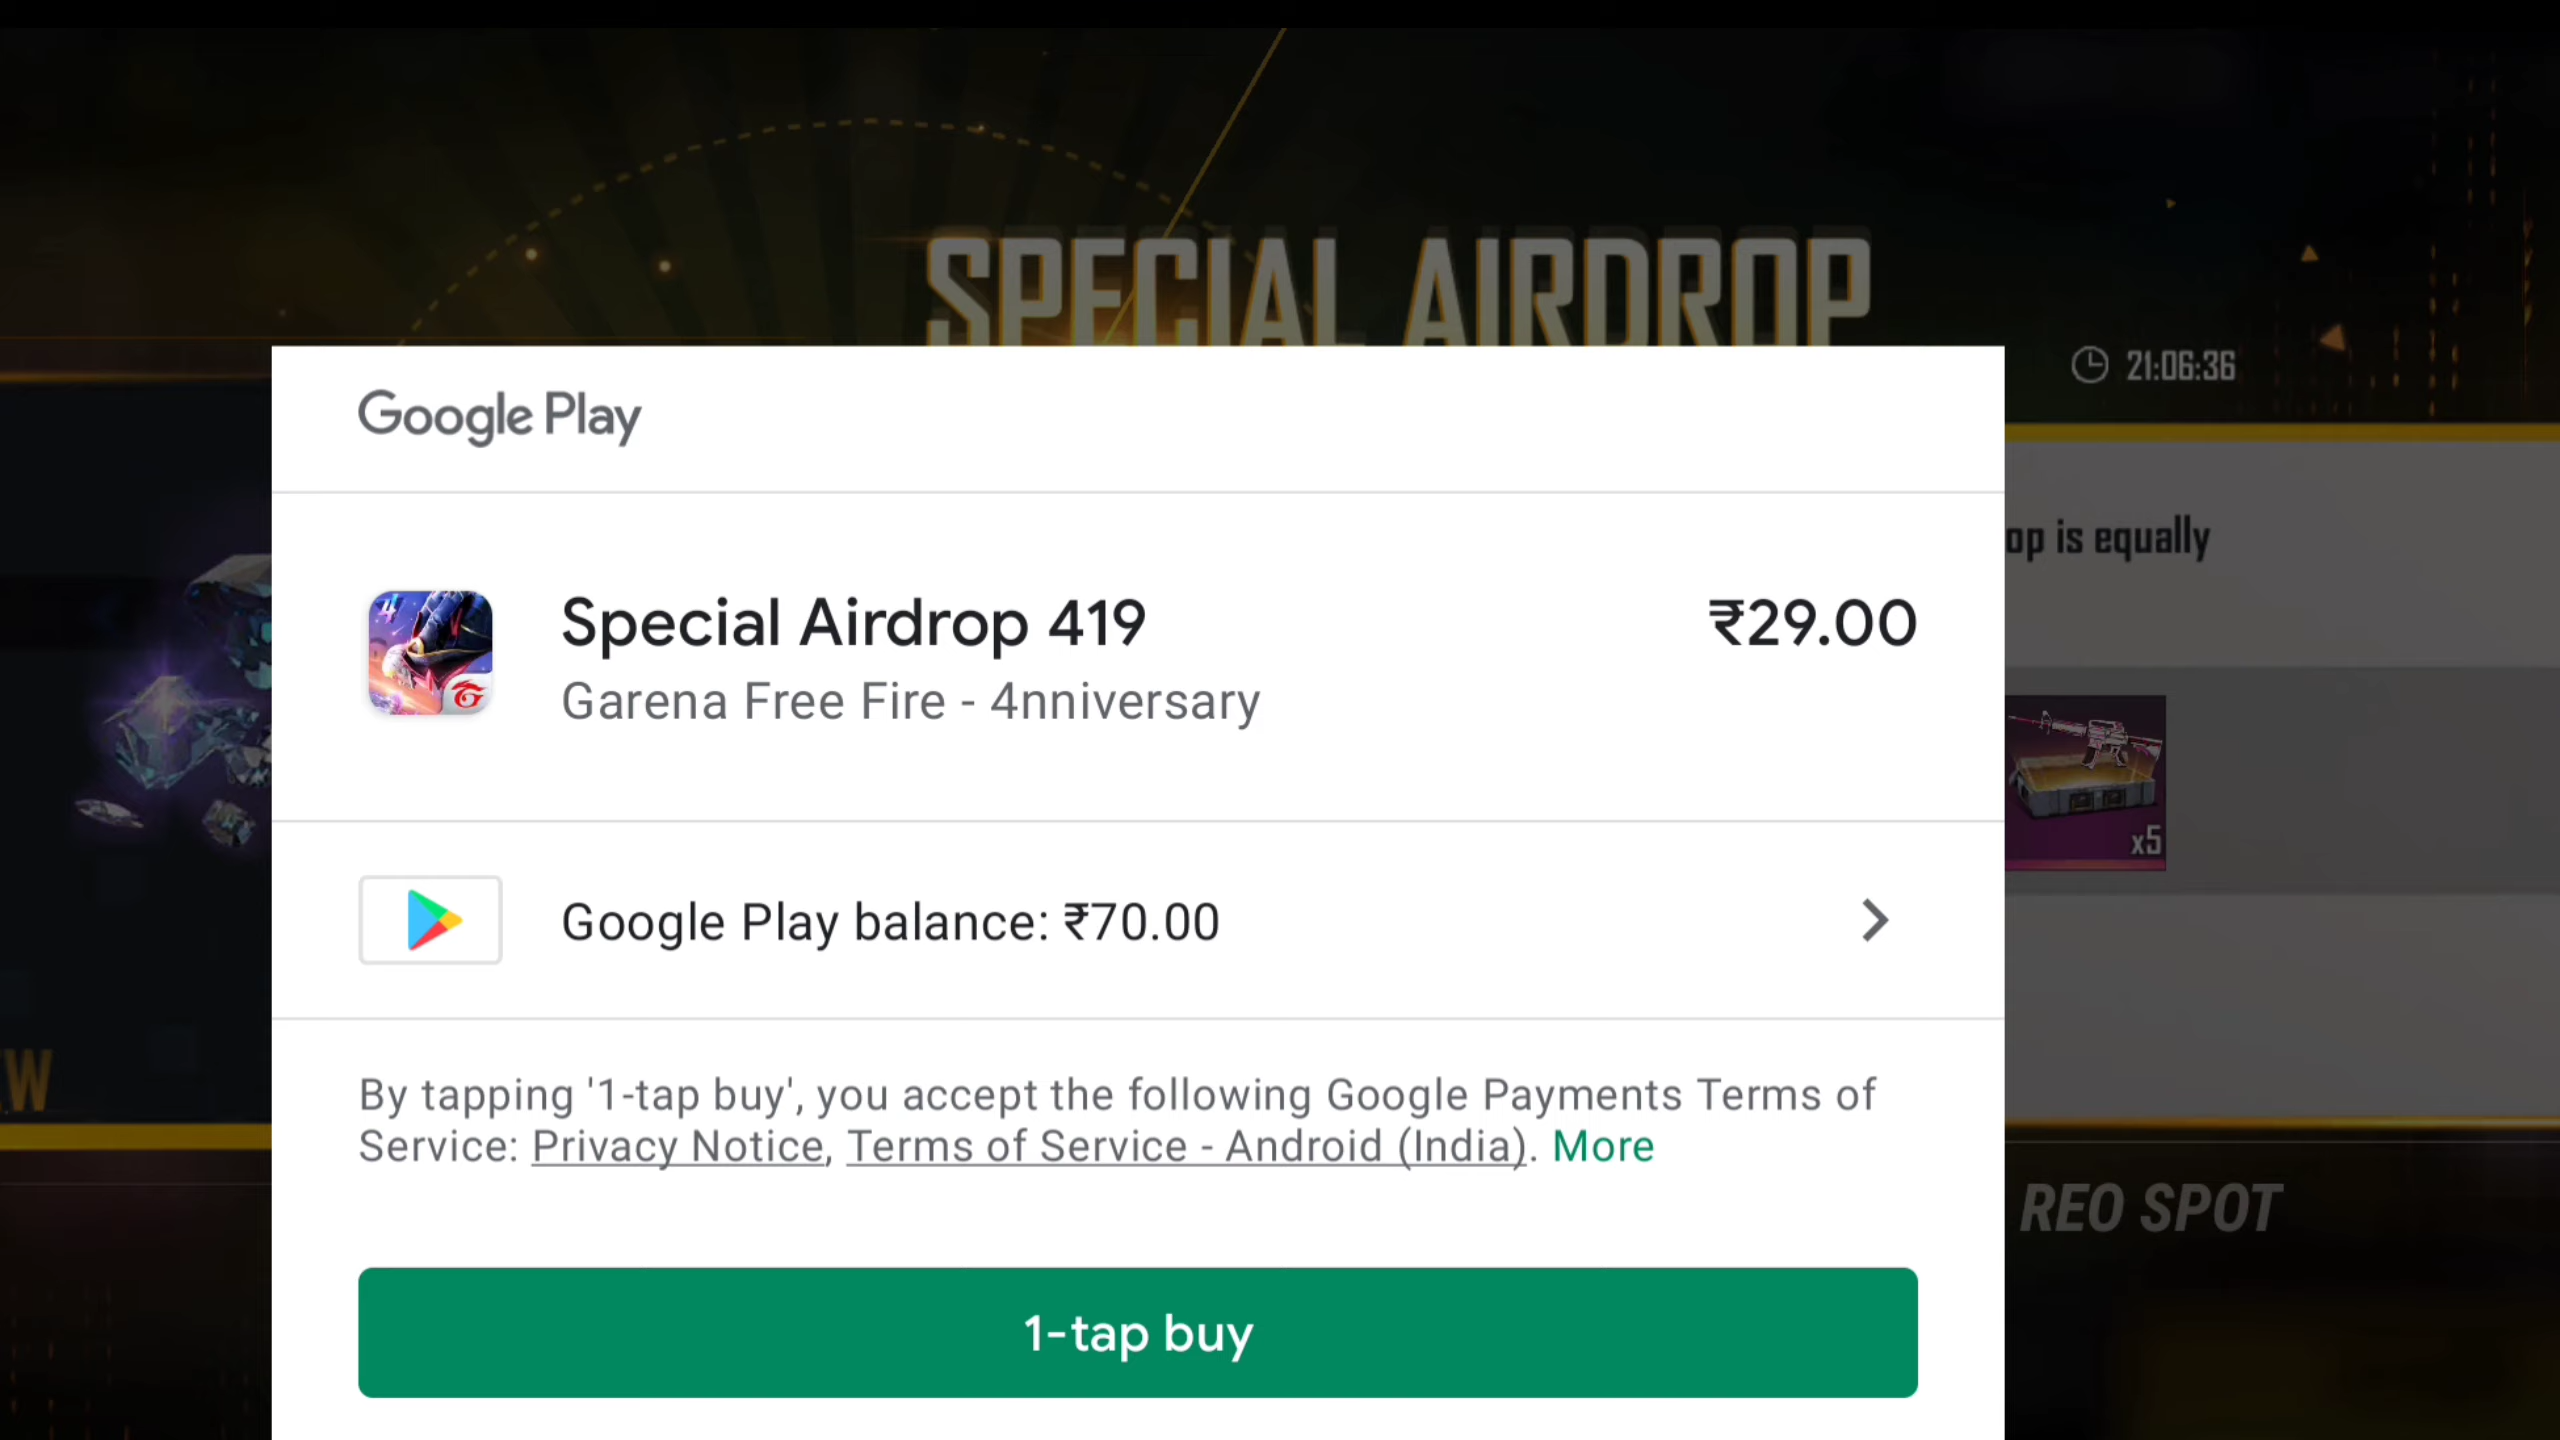 SPECIAL AIRDROP
21:06:36
Google Play
op is equally
Special Airdrop 419
₹29.00
Garena Free Fire - 4nniversary
x5
Google Play balance: ₹70.00
W
By tapping '1-tap buy', you accept the following Google Payments Terms of
Service: Privacy Notice, Terms of Service - Android (India). More
REO SPOT
1-tap buy